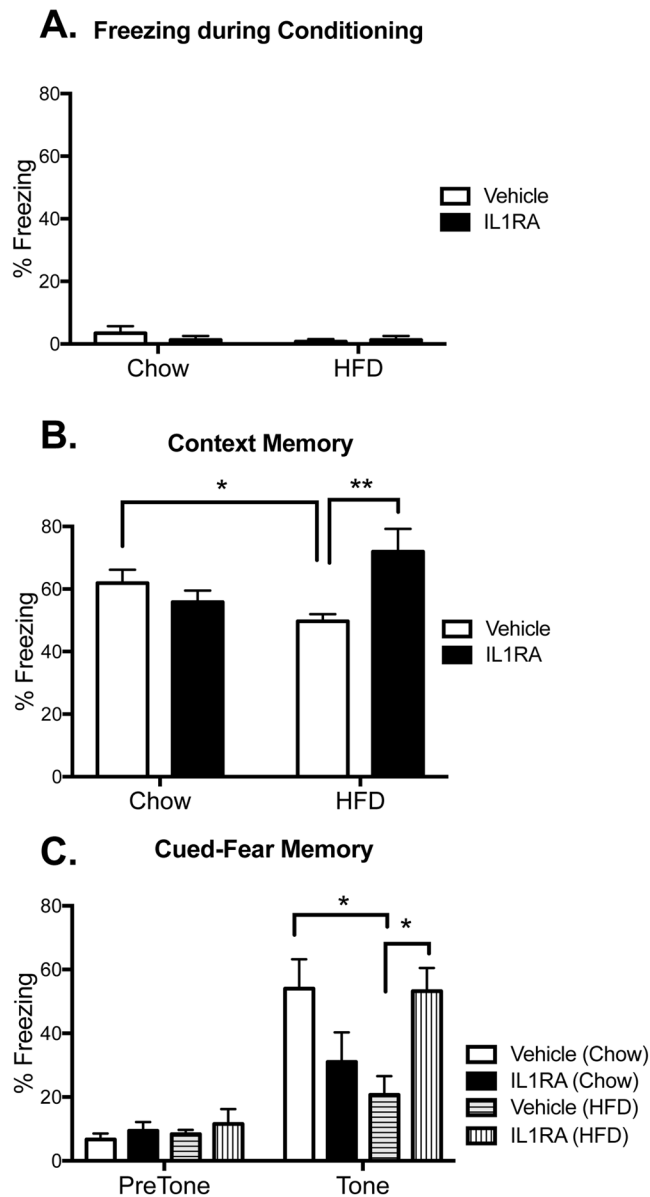 A. Freezing during Conditioning
80
60
40
20
0
% Freezing
Chow
HFD
Vehicle
IL1RA
B. Context Memory
*
**
80
60
40
20
0
% Freezing
Chow
HFD
Vehicle
IL1RA
C. Cued-Fear Memory
*
*
80
60
40
20
0
% Freezing
PreTone
Tone
Vehicle (Chow)
IL1RA (Chow)
Vehicle (HFD)
IL1RA (HFD)